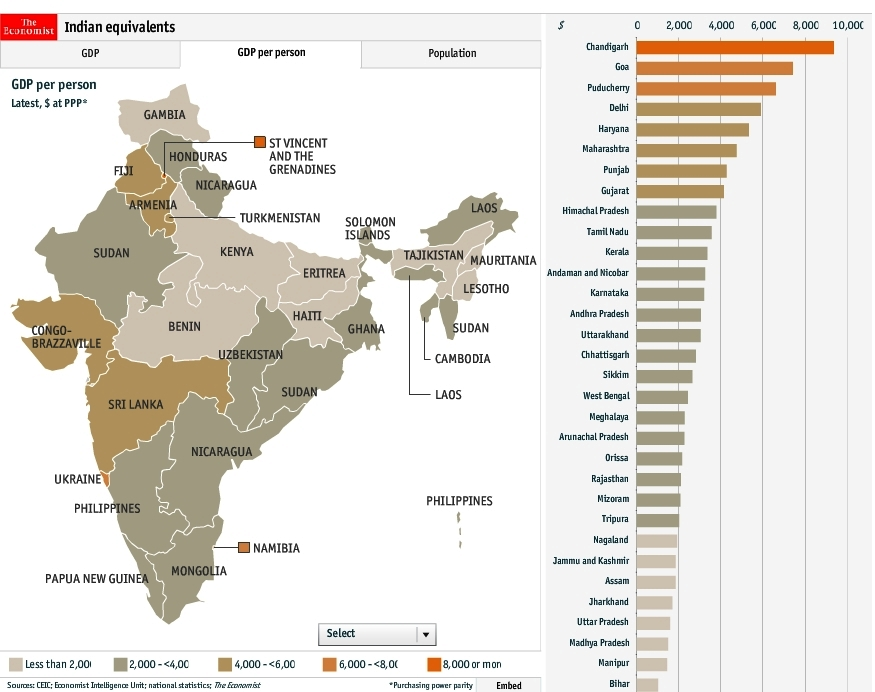 The
Economist
Indian equivalents
GDP
GDP per person
Population
GDP per person
Latest, $ at PPP*
GAMBIA
HONDURAS
ST VINCENT
AND THE
GRENADINES
FIJI
NICARAGUA
ARMENIA
TURKMENISTAN
SOLOMON
ISLANDS
LAOS
SUDAN
KENYA
TAJIKISTAN
MAURITANIA
ERITREA
LESOTHO
CONGO-
BRAZZAVILLE
BENIN
HAITI
GHANA
SUDAN
UZBEKISTAN
CAMBODIA
SUDAN
LAOS
SRI LANKA
NICARAGUA
UKRAINE
PHILIPPINES
PHILIPPINES
NAMIBIA
PAPUA NEW GUINEA
MONGOLIA
Select
Less than 2,00
2,000 - <4,00
4,000 - <6,00
6,000 - <8,00
8,000 or mor
Sources: CEIC; Economist Intelligence Unit; national statistics; The Economist
*Purchasing power parity
Embed
$ 0 2,000 4,000 6,000 8,000 10,000
Chandigarh
Goa
Puducherry
Delhi
Haryana
Maharashtra
Punjab
Gujarat
Himachal Pradesh
Tamil Nadu
Kerala
Andaman and Nicobar
Karnataka
Andhra Pradesh
Uttarakhand
Chhattisgarh
Sikkim
West Bengal
Meghalaya
Arunachal Pradesh
Orissa
Rajasthan
Mizoram
Tripura
Nagaland
Jammu and Kashmir
Assam
Jharkhand
Uttar Pradesh
Madhya Pradesh
Manipur
Bihar